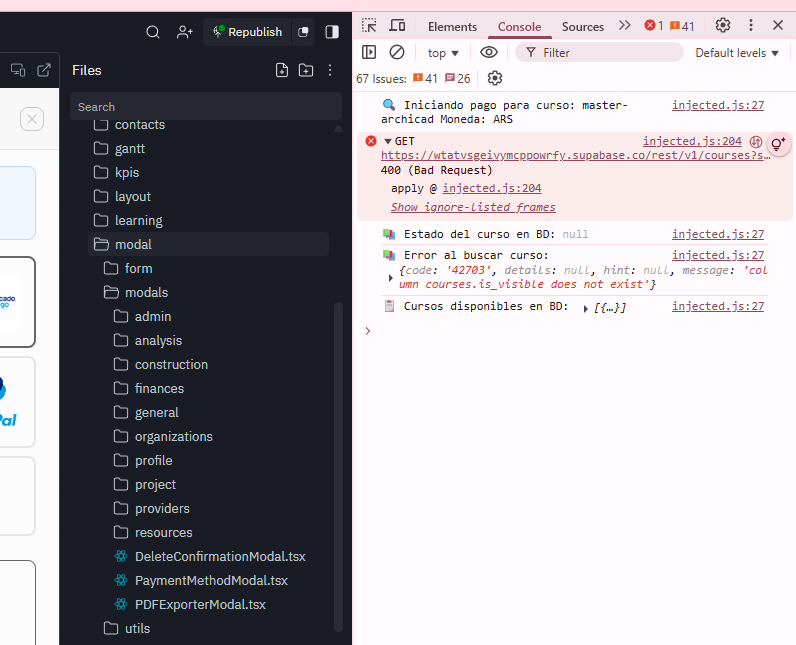 Republish
Files
Search
contacts
gantt
kpis
layout
learning
modal
form
modals
admin
analysis
construction
finances
general
organizations
profile
project
providers
resources
DeleteConfirmationModal.tsx
PaymentMethodModal.tsx
PDFExporterModal.tsx
utils
cado
go
Pal
Elements Console Sources 1 41
top Filter Default levels
67 Issues: 41 26
Iniciando pago para curso: master- injected.js:27
archicad Moneda: ARS
GET injected.js:204
https://wtatvsgeivymcppowrfy.supabase.co/rest/v1/courses?s…
400 (Bad Request)
apply @ injected.js:204
Show ignore-listed frames
Estado del curso en BD: null injected.js:27
Error al buscar curso: injected.js:27
{code: '42703', details: null, hint: null, message: 'col
umn courses.is_visible does not exist'}
Cursos disponibles en BD: [{…}] injected.js:27